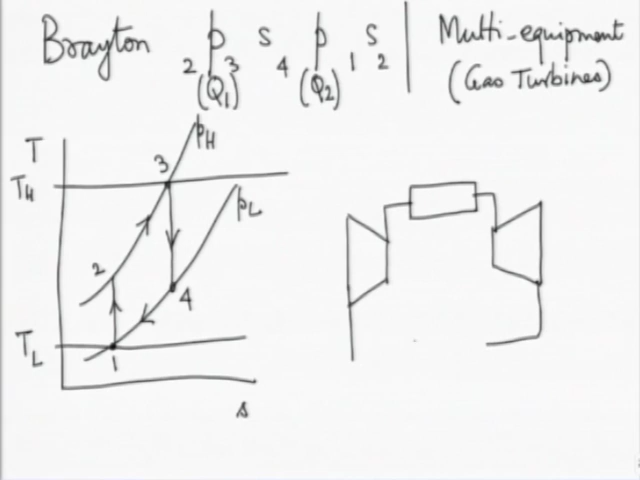 Brayton 2 p 3 s 4 p 1 s 2 Multi-equipment
(Q1) (Q2) (Gas Turbines)
T
TH
3
pH
pL
2
4
TL
1
s